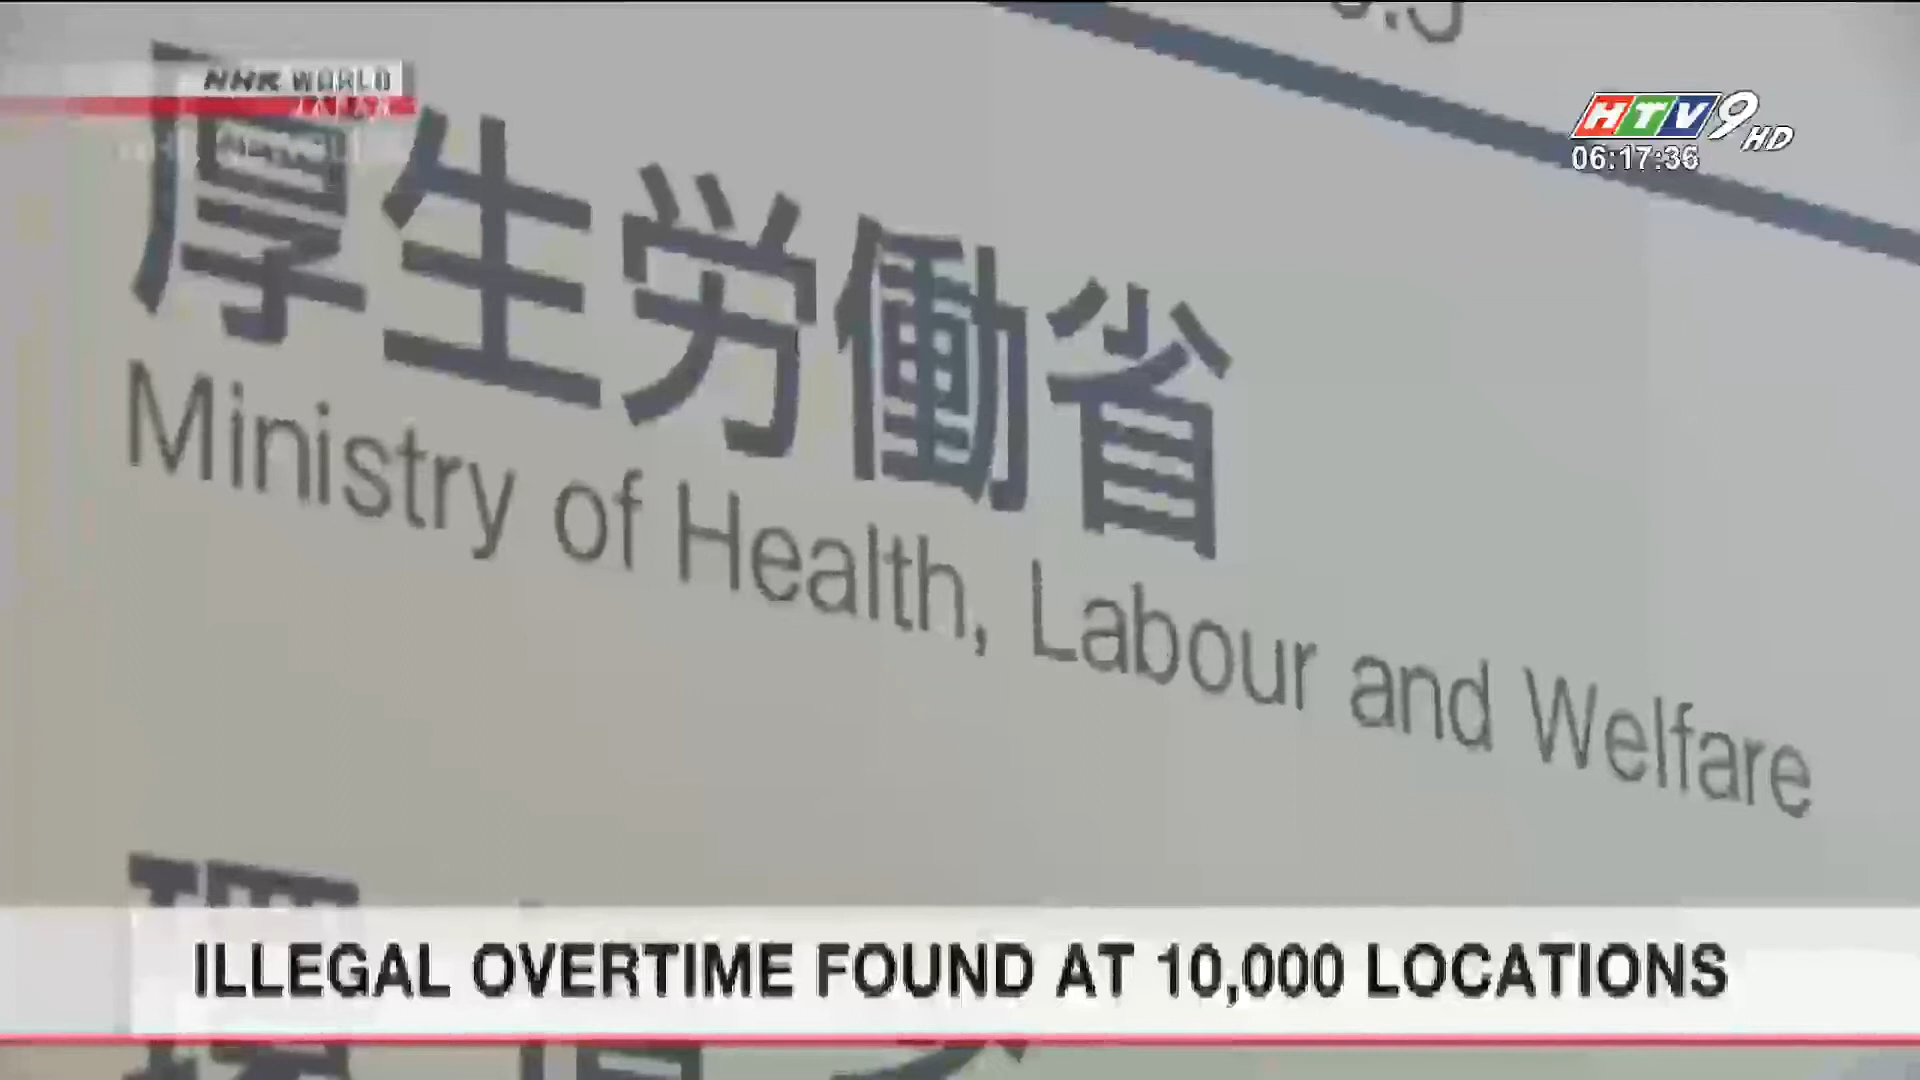 NHK WORLD
JAPAN
HTV9 HD
06:17:36
厚生労働省
Ministry of Health, Labour and Welfare
ILLEGAL OVERTIME FOUND AT 10,000 LOCATIONS